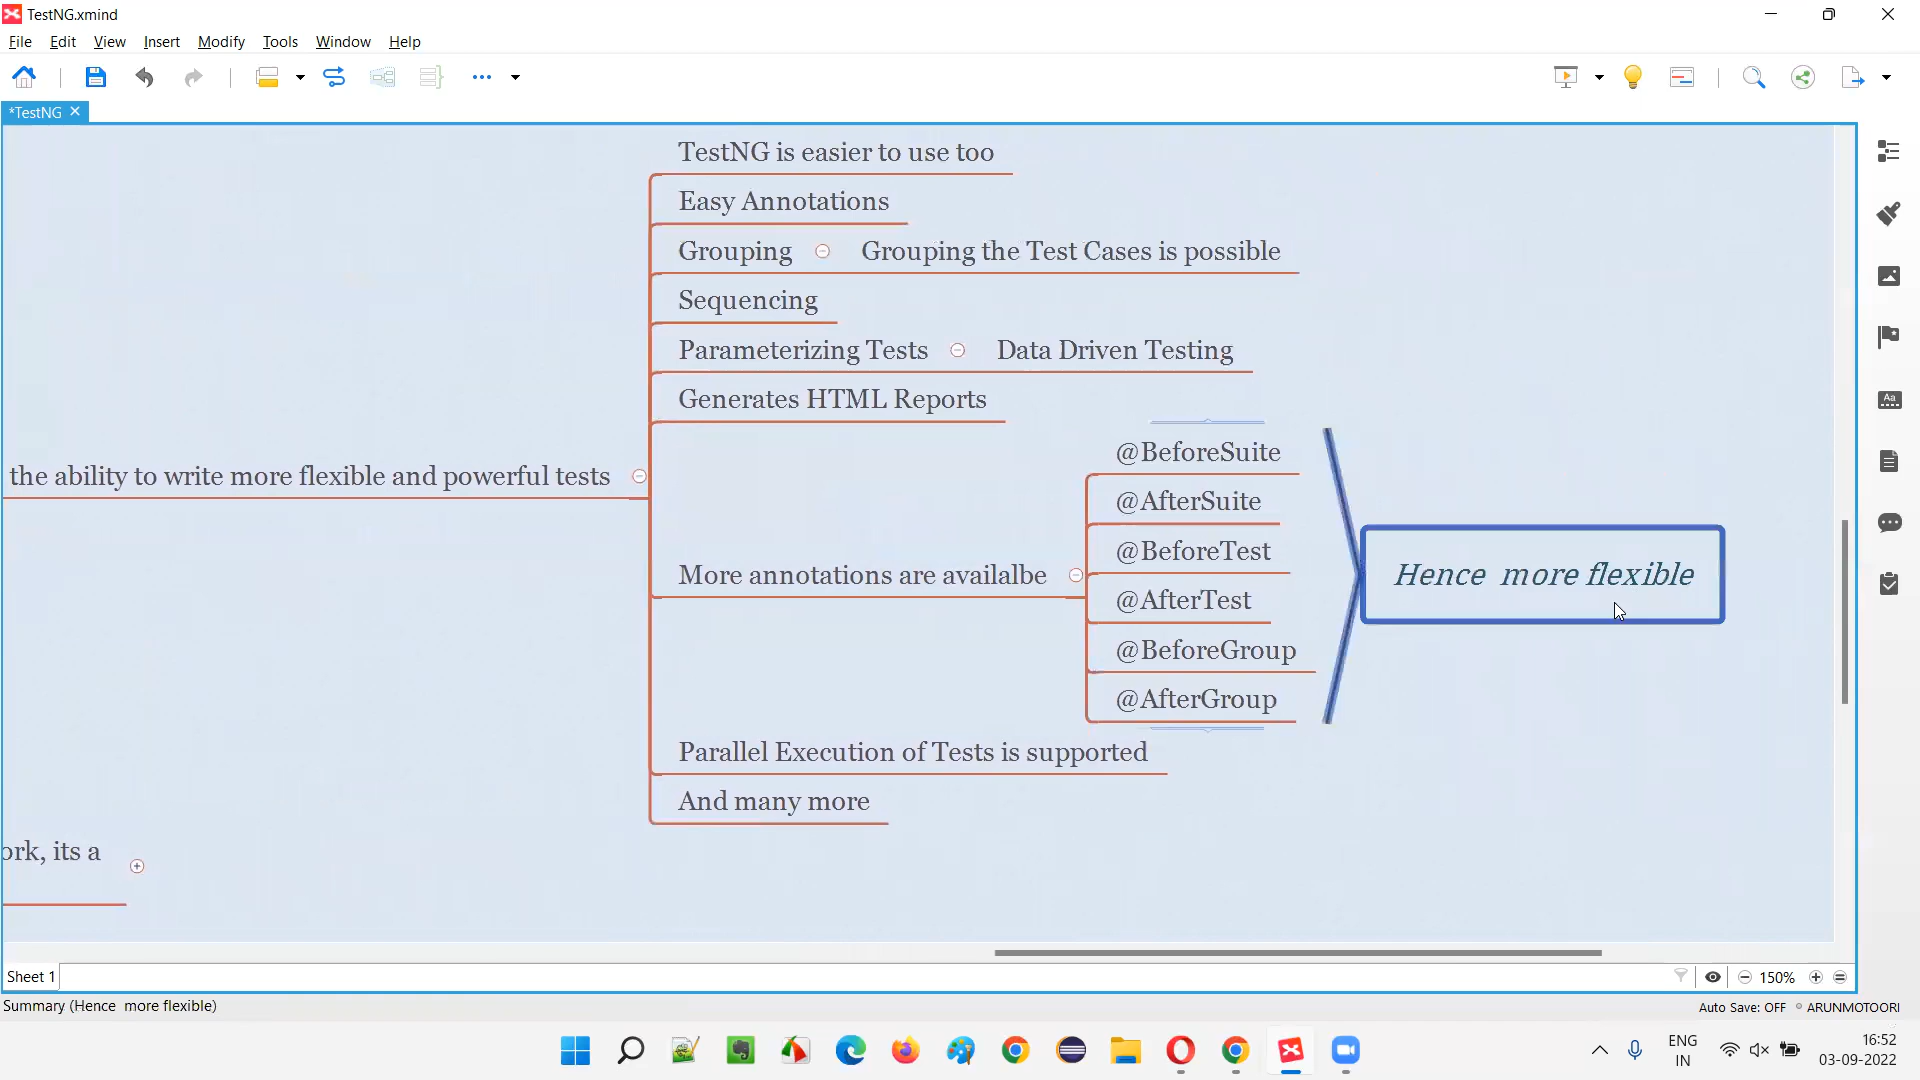 TestNG.xmind
File Edit View Insert Modify Tools Window Help
*TestNG
TestNG is easier to use too
Easy Annotations
Grouping Grouping the Test Cases is possible
Sequencing
Parameterizing Tests Data Driven Testing
Generates HTML Reports
the ability to write more flexible and powerful tests
More annotations are availalbe
@BeforeSuite
@AfterSuite
@BeforeTest
@AfterTest
@BeforeGroup
@AfterGroup
Hence more flexible
Parallel Execution of Tests is supported
And many more
ork, its a
Aa
Sheet 1
150%
Summary (Hence more flexible)
Auto Save: OFF ARUNMOTOORI
ENG
IN
16:52
03-09-2022